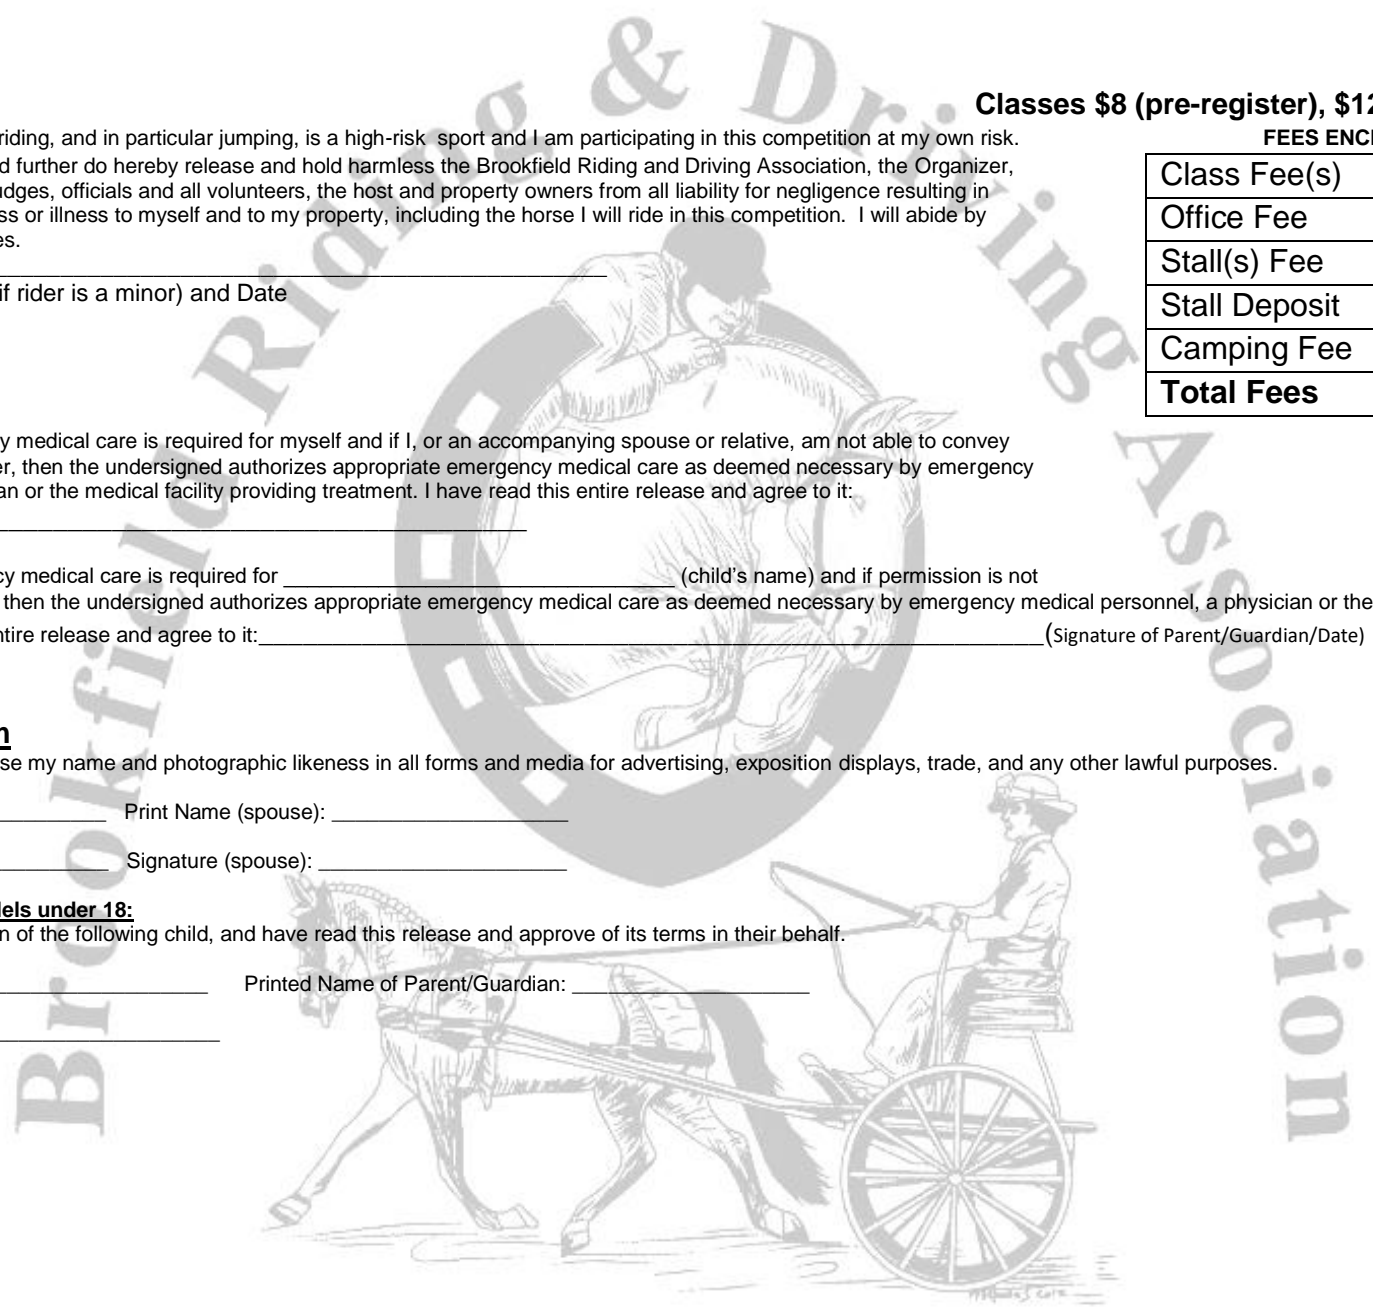 Brookfield Riding & Driving Association
Classes $8 (pre-register), $12
riding, and in particular jumping, is a high-risk sport and I am participating in this competition at my own risk.
FEES ENC
d further do hereby release and hold harmless the Brookfield Riding and Driving Association, the Organizer,
udges, officials and all volunteers, the host and property owners from all liability for negligence resulting in
ss or illness to myself and to my property, including the horse I will ride in this competition. I will abide by
es.
if rider is a minor) and Date
Class Fee(s)
Office Fee
Stall(s) Fee
Stall Deposit
Camping Fee
Total Fees
y medical care is required for myself and if I, or an accompanying spouse or relative, am not able to convey
er, then the undersigned authorizes appropriate emergency medical care as deemed necessary by emergency
an or the medical facility providing treatment. I have read this entire release and agree to it:
cy medical care is required for ________________________________ (child's name) and if permission is not
then the undersigned authorizes appropriate emergency medical care as deemed necessary by emergency medical personnel, a physician or the
ntire release and agree to it:________________________________(Signature of Parent/Guardian/Date)
n
se my name and photographic likeness in all forms and media for advertising, exposition displays, trade, and any other lawful purposes.
_________ Print Name (spouse): ____________________
_________ Signature (spouse): _____________________
dels under 18:
n of the following child, and have read this release and approve of its terms in their behalf.
__________________ Printed Name of Parent/Guardian: ____________________